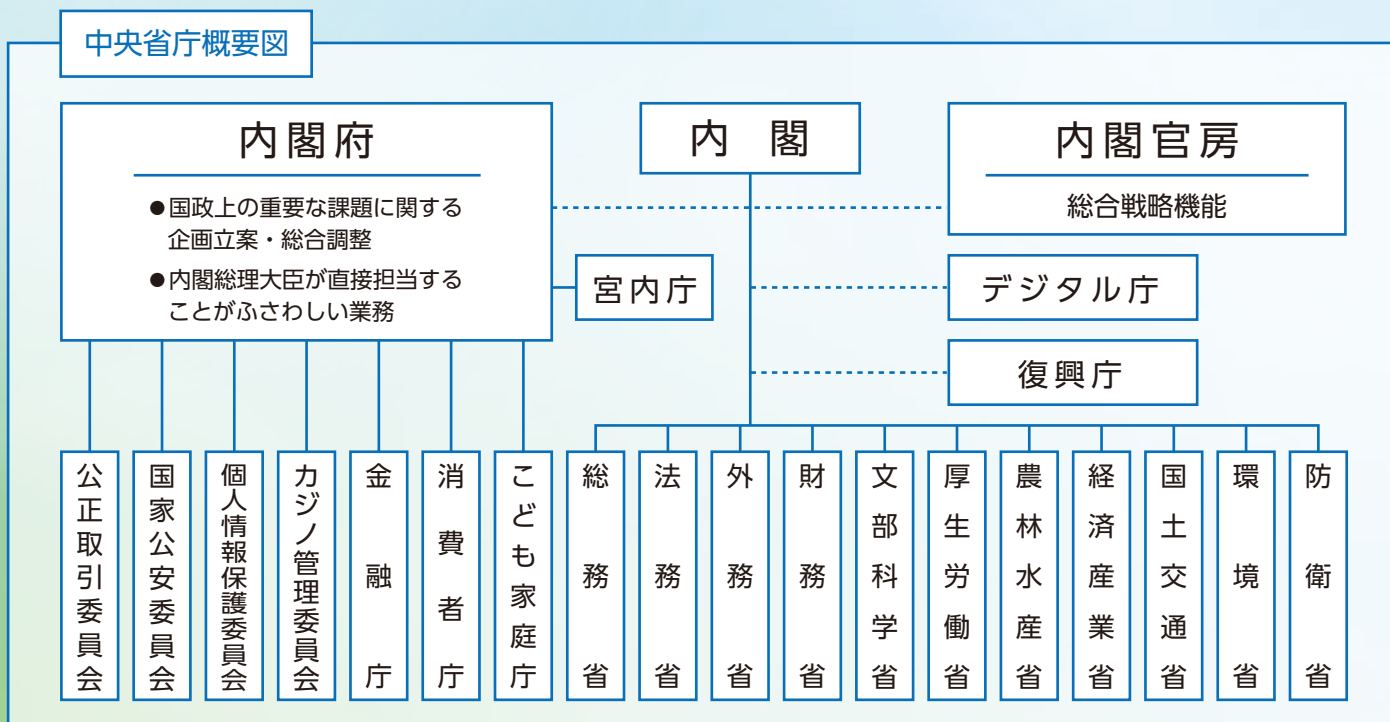 中央省庁概要図
内閣府
●国政上の重要な課題に関する
企画立案・総合調整
●内閣総理大臣が直接担当する
ことがふさわしい業務
内閣
内閣官房
総合戦略機能
宮内庁
デジタル庁
復興庁
公正取引委員会
国家公安委員会
個人情報保護委員会
カジノ管理委員会
金融庁
消費者庁
こども家庭庁
総務省
法務省
外務省
財務省
文部科学省
厚生労働省
農林水産省
経済産業省
国土交通省
環境省
防衛省